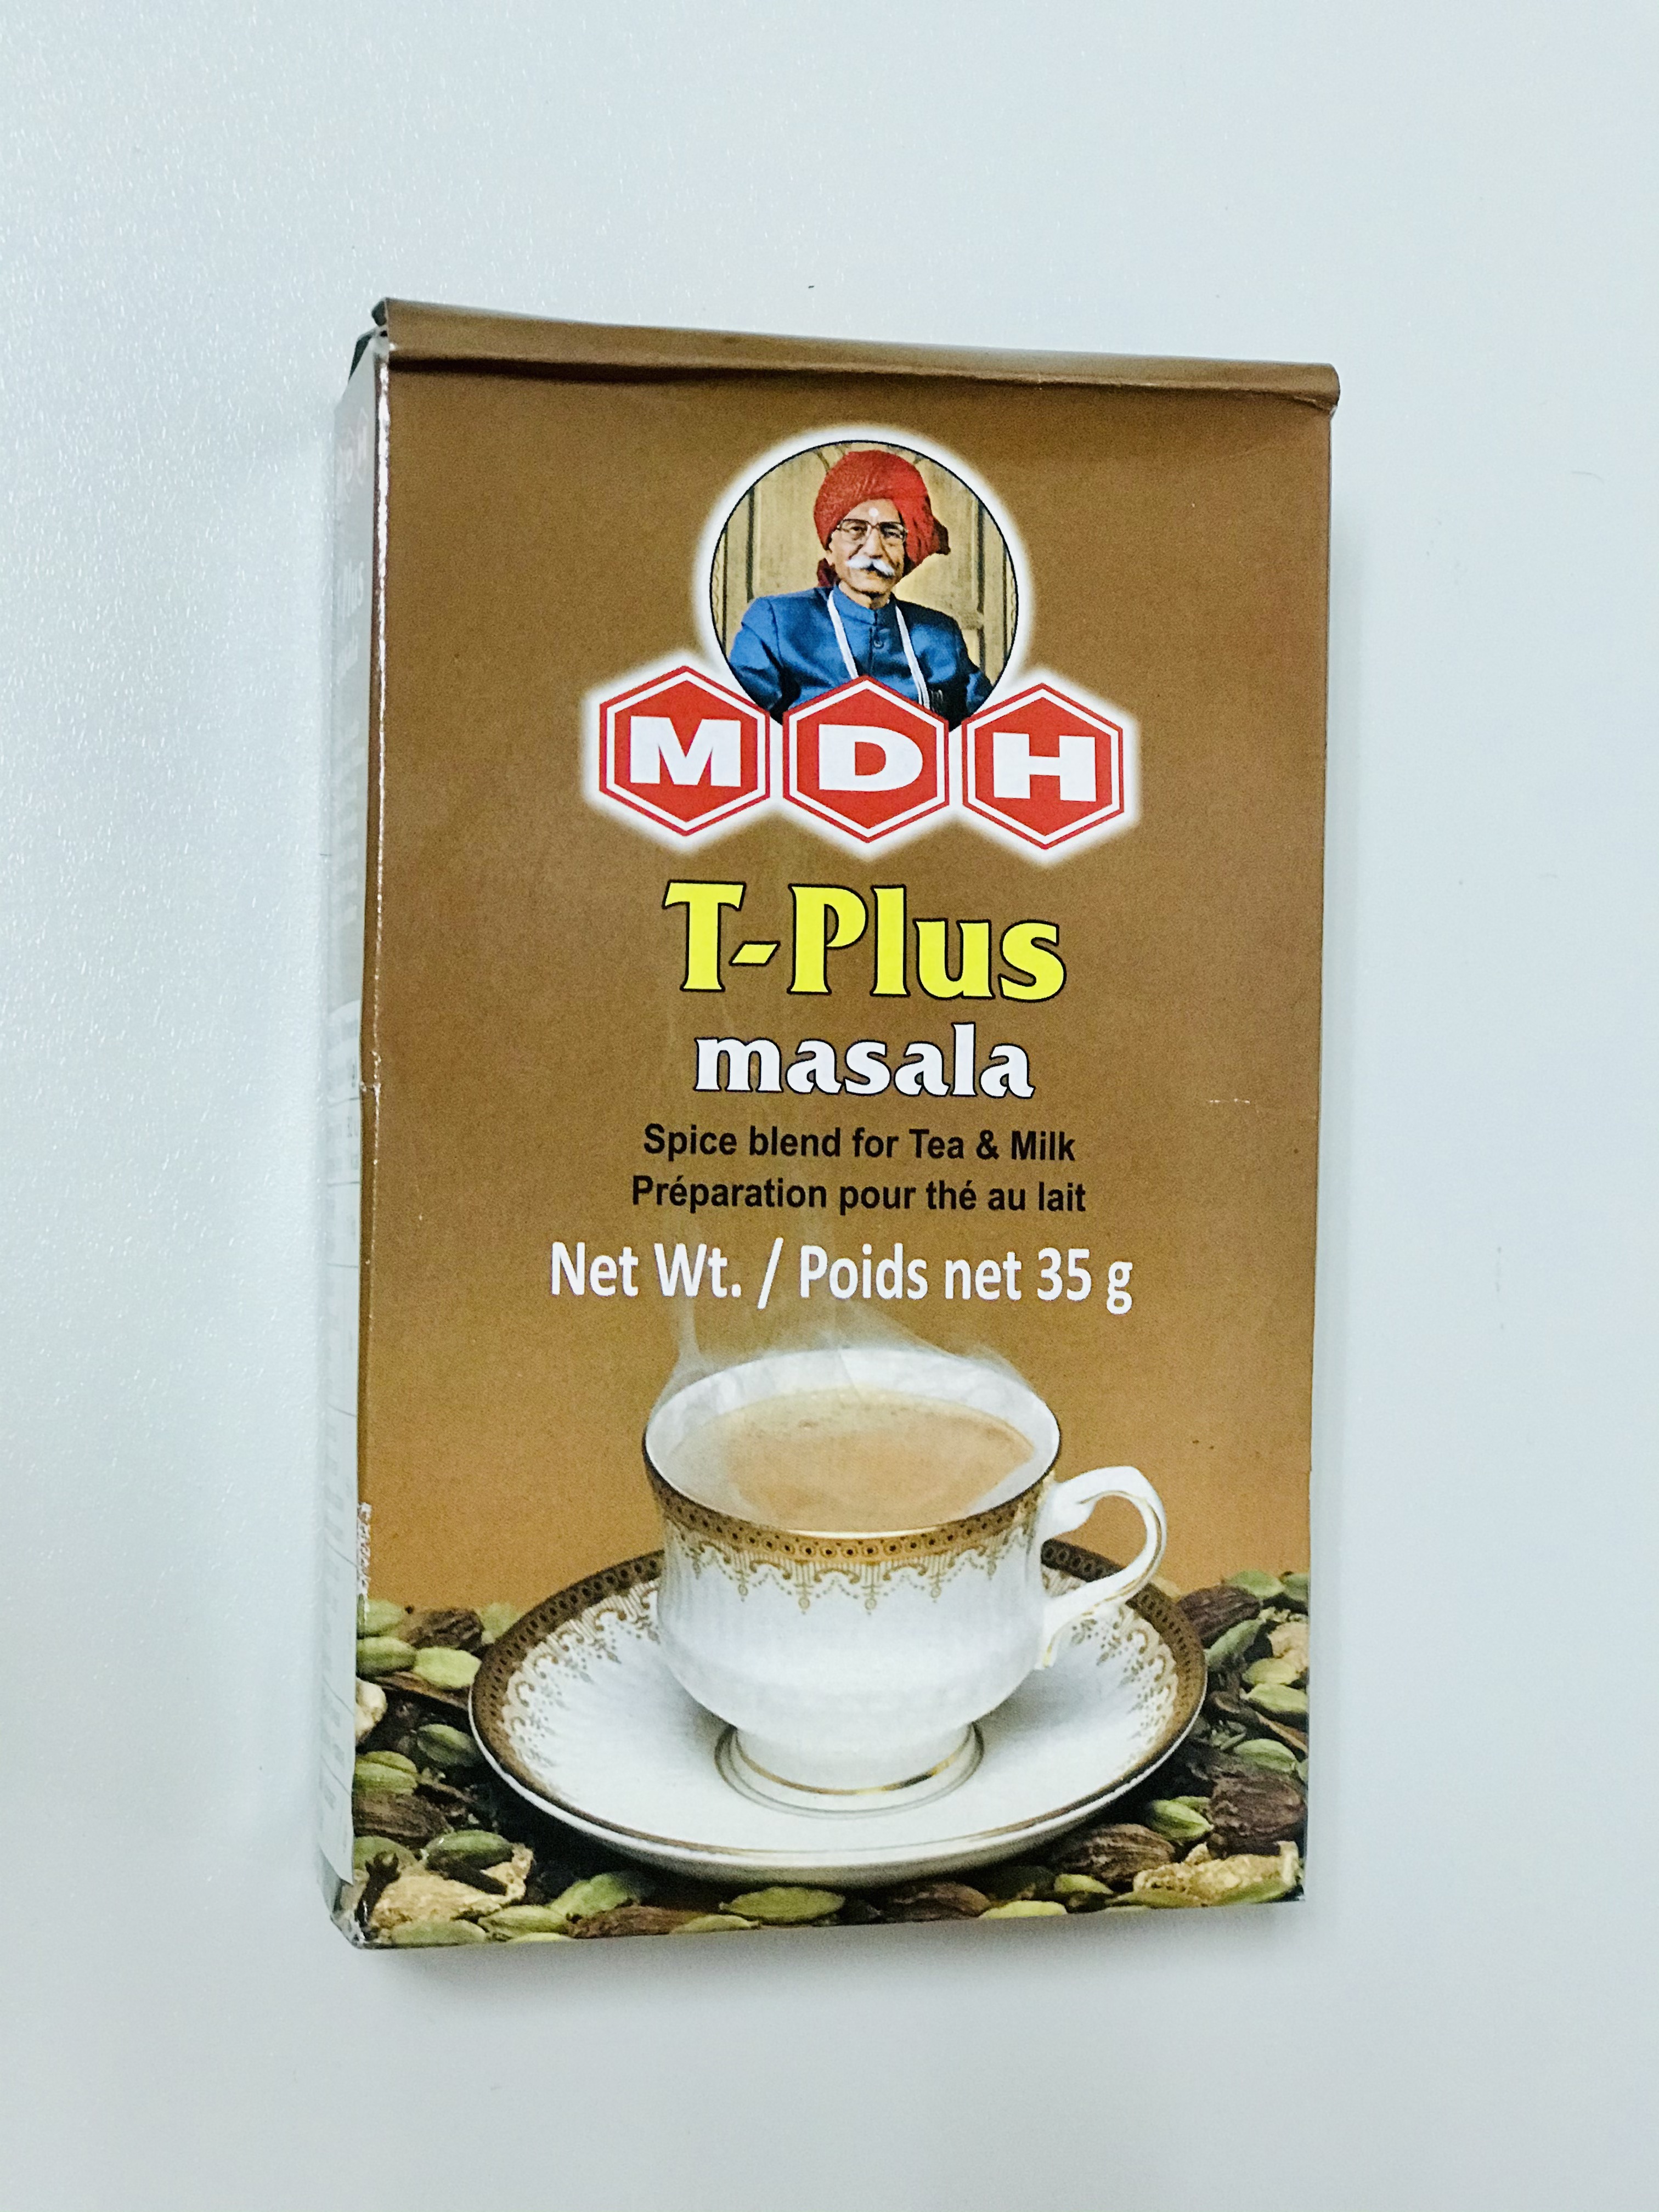 MDH
T-Plus
masala
Spice blend for Tea & Milk
Préparation pour thé au lait
Net Wt. / Poids net 35 g